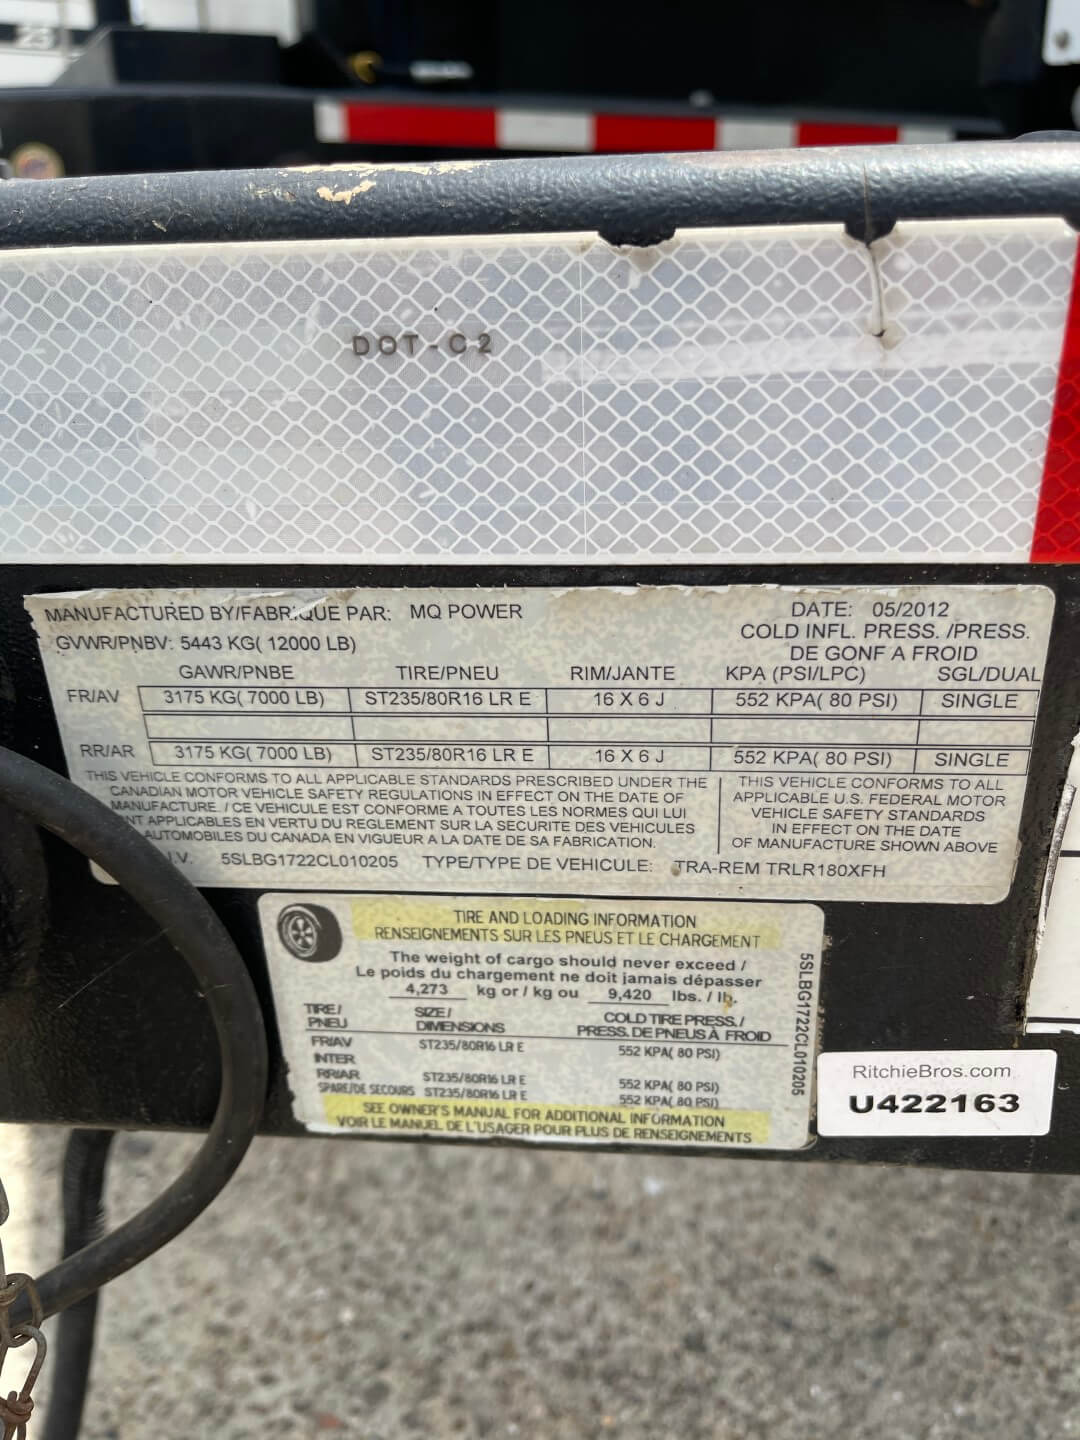 23
DOT-C2
MANUFACTURED BY/FABRIQUE PAR: MQ POWER DATE: 05/2012
GVWR/PNBV: 5443 KG( 12000 LB) COLD INFL. PRESS. /PRESS.
DE GONF A FROID
GAWR/PNBE TIRE/PNEU RIM/JANTE KPA (PSI/LPC) SGL/DUAL
FR/AV 3175 KG( 7000 LB) ST235/80R16 LR E 16 X 6 J 552 KPA( 80 PSI) SINGLE
RR/AR 3175 KG( 7000 LB) ST235/80R16 LR E 16 X 6 J 552 KPA( 80 PSI) SINGLE
THIS VEHICLE CONFORMS TO ALL APPLICABLE STANDARDS PRESCRIBED UNDER THE
CANADIAN MOTOR VEHICLE SAFETY REGULATIONS IN EFFECT ON THE DATE OF
MANUFACTURE. / CE VEHICULE EST CONFORME A TOUTES LES NORMES QUI LUI
NT APPLICABLES EN VERTU DU REGLEMENT SUR LA SECURITE DES VEHICULES
AUTOMOBILES DU CANADA EN VIGUEUR A LA DATE DE SA FABRICATION.
THIS VEHICLE CONFORMS TO ALL
APPLICABLE U.S. FEDERAL MOTOR
VEHICLE SAFETY STANDARDS
IN EFFECT ON THE DATE
OF MANUFACTURE SHOWN ABOVE
I.V. 5SLBG1722CL010205 TYPE/TYPE DE VEHICULE: TRA-REM TRLR180XFH
TIRE AND LOADING INFORMATION
RENSEIGNEMENTS SUR LES PNEUS ET LE CHARGEMENT
The weight of cargo should never exceed /
Le poids du chargement ne doit jamais dépasser
4,273 kg or / kg ou 9,420 lbs. / lb.
TIRE/ SIZE/ COLD TIRE PRESS./
PNEU DIMENSIONS PRESS. DE PNEUS À FROID
FR/AV ST235/80R16 LR E 552 KPA( 80 PSI)
INTER
RR/AR ST235/80R16 LR E 552 KPA( 80 PSI)
SPARE/DE SECOURS ST235/80R16 LR E 552 KPA( 80 PSI)
SEE OWNER'S MANUAL FOR ADDITIONAL INFORMATION
VOIR LE MANUEL DE L'USAGER POUR PLUS DE RENSEIGNEMENTS
5SLBG1722CL010205
RitchieBros.com
U422163